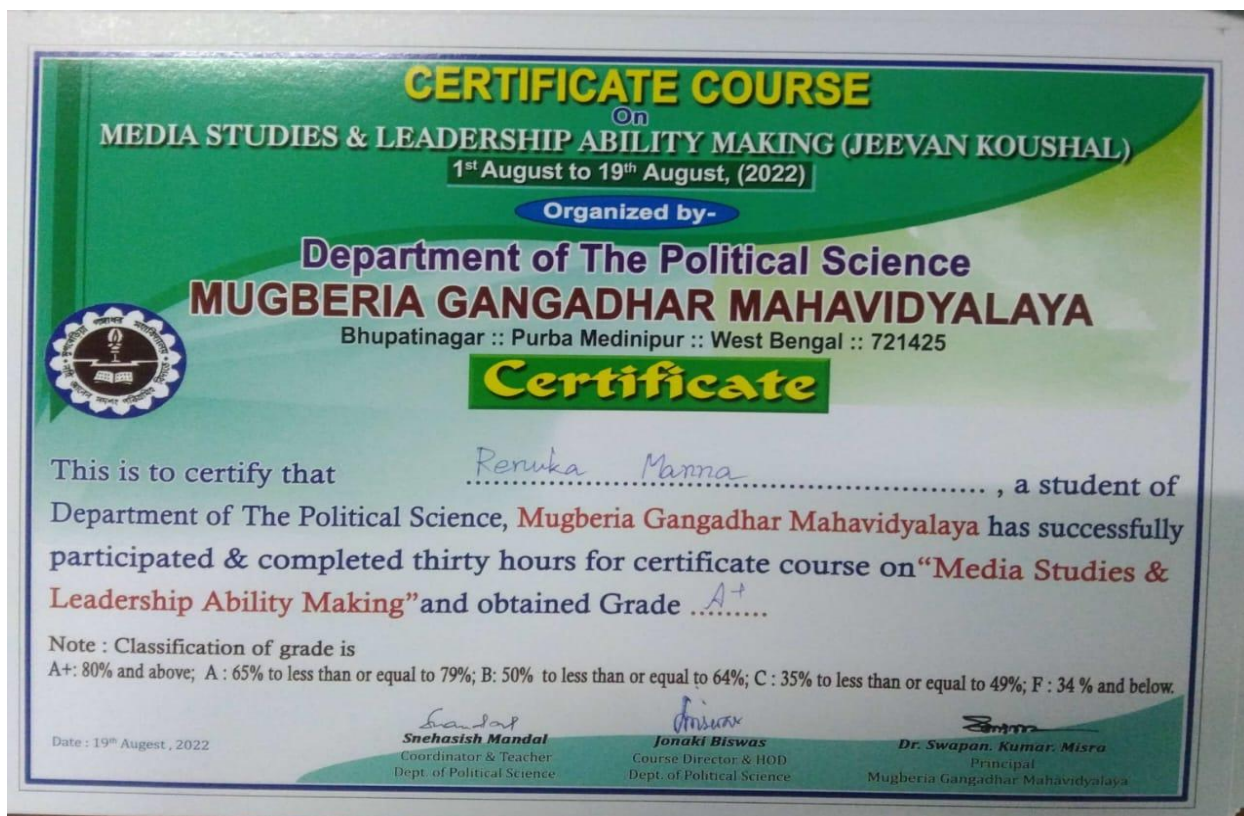 CERTIFICATE COURSE
On
MEDIA STUDIES & LEADERSHIP ABILITY MAKING (JEEVAN KOUSHAL)
1st August to 19th August, (2022)
Organized by-
Department of The Political Science
MUGBERIA GANGADHAR MAHAVIDYALAYA
Bhupatinagar :: Purba Medinipur :: West Bengal :: 721425
Certificate
This is to certify that Renuka Manna , a student of
Department of The Political Science, Mugberia Gangadhar Mahavidyalaya has successfully
participated & completed thirty hours for certificate course on "Media Studies &
Leadership Ability Making" and obtained Grade A+
Note : Classification of grade is
A+: 80% and above; A : 65% to less than or equal to 79%; B: 50% to less than or equal to 64%; C : 35% to less than or equal to 49%; F : 34 % and below.
Date : 19th Augest , 2022
Snehasish Mandal
Coordinator & Teacher
Dept. of Political Science
Jonaki Biswas
Course Director & HOD
Dept. of Political Science
Dr. Swapan. Kumar. Misra
Principal
Mugberia Gangadhar Mahavidyalaya